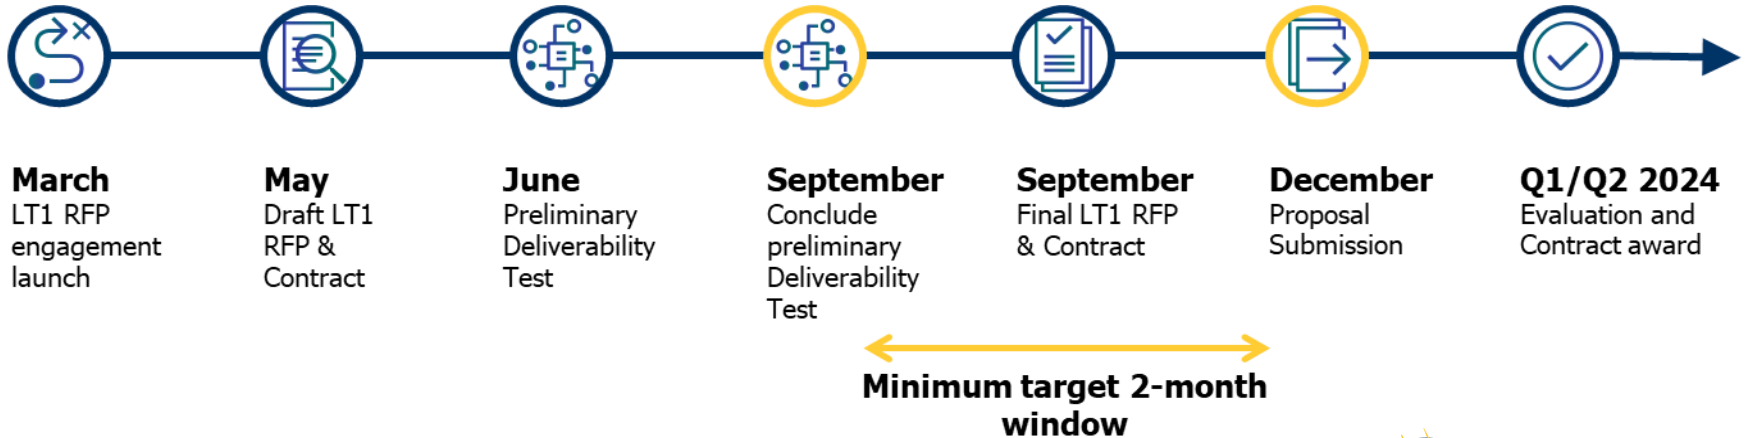 March
LT1 RFP
engagement
launch
May
Draft LT1
RFP &
Contract
June
Preliminary
Deliverability
Test
September
Conclude
preliminary
Deliverability
Test
September
Final LT1 RFP
& Contract
December
Proposal
Submission
Q1/Q2 2024
Evaluation and
Contract award
Minimum target 2-month
window